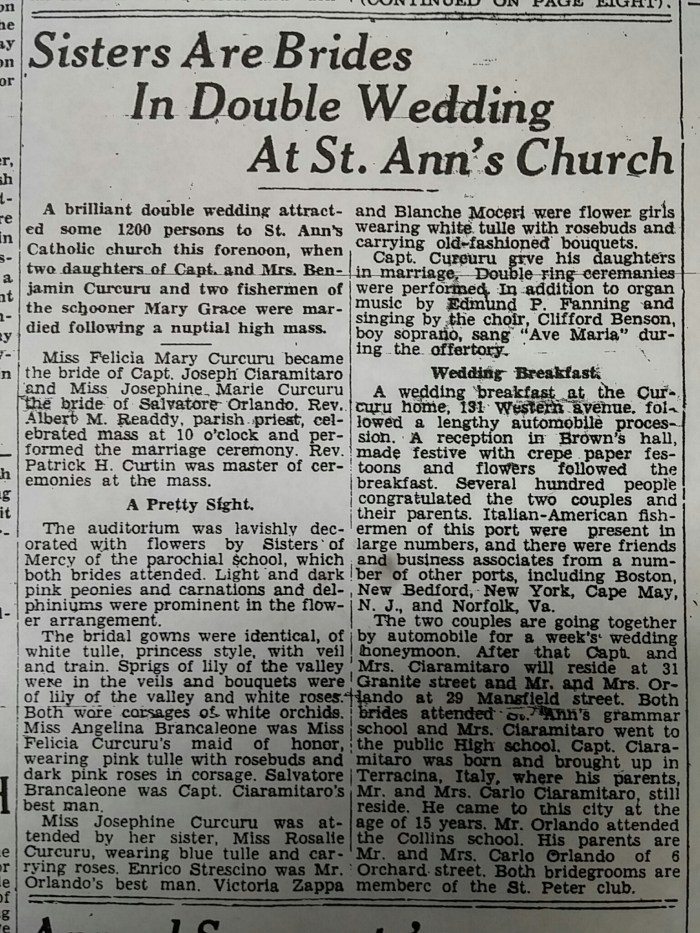 (CONTINUED ON PAGE EIGHT).
Sisters Are Brides
In Double Wedding
At St. Ann's Church
A brilliant double wedding attract-
ed some 1200 persons to St. Ann's
Catholic church this forenoon, when
two daughters of Capt. and Mrs. Ben-
jamin Curcuru and two fishermen of
the schooner Mary Grace were mar-
died following a nuptial high mass.
Miss Felicia Mary Curcuru became
the bride of Capt. Joseph Ciaramitaro
and Miss Josephine Marie Curcuru
the bride of Salvatore Orlando. Rev.
Albert M. Readdy, parish priest, cel-
ebrated mass at 10 o'clock and per-
formed the marriage ceremony. Rev.
Patrick H. Curtin was master of cer-
emonies at the mass.
A Pretty Sight.
The auditorium was lavishly dec-
orated with flowers by Sisters of
Mercy of the parochial school, which
both brides attended. Light and dark
pink peonies and carnations and del-
phiniums were prominent in the flow-
er arrangement.
The bridal gowns were identical, of
white tulle, princess style, with veil
and train. Sprigs of lily of the valley
were in the veils and bouquets were
of lily of the valley and white roses.
Both wore corsages of white orchids.
Miss Angelina Brancaleone was Miss
Felicia Curcuru's maid of honor,
wearing pink tulle with rosebuds and
dark pink roses in corsage. Salvatore
Brancaleone was Capt. Ciaramitaro's
best man.
Miss Josephine Curcuru was at-
tended by her sister, Miss Rosalie
Curcuru, wearing blue tulle and car-
rying roses. Enrico Strescino was Mr.
Orlando's best man. Victoria Zappa
and Blanche Moceri were flower girls
wearing white tulle with rosebuds and
carrying old-fashioned bouquets.
Capt. Curcuru grve his daughters
in marriage. Double ring ceremanies
were performed. In addition to organ
music by Edmund P. Fanning and
singing by the choir, Clifford Benson,
boy soprano, sang "Ave Maria" dur-
ing the offertory.
Wedding Breakfast.
A wedding breakfast at the Cur-
curu home, 131 Western avenue. fol-
lowed a lengthy automobile proces-
sion. A reception in Brown's hall,
made festive with crepe paper fes-
toons and flowers followed the
breakfast. Several hundred people
congratulated the two couples and
their parents. Italian-American fish-
ermen of this port were present in
large numbers, and there were friends
and business associates from a num-
ber of other ports, including Boston,
New Bedford, New York, Cape May,
N. J., and Norfolk, Va.
The two couples are going together
by automobile for a week's wedding
honeymoon. After that Capt. and
Mrs. Ciaramitaro will reside at 31
Granite street and Mr. and Mrs. Or-
lando at 29 Mansfield street. Both
brides attended St. Ann's grammar
school and Mrs. Ciaramitaro went to
the public High school. Capt. Ciara-
mitaro was born and brought up in
Terracina, Italy, where his parents,
Mr. and Mrs. Carlo Ciaramitaro, still
reside. He came to this city at the
age of 15 years. Mr. Orlando attended
the Collins school. His parents are
Mr. and Mrs. Carlo Orlando of 6
Orchard street. Both bridegrooms are
memberc of the St. Peter club.